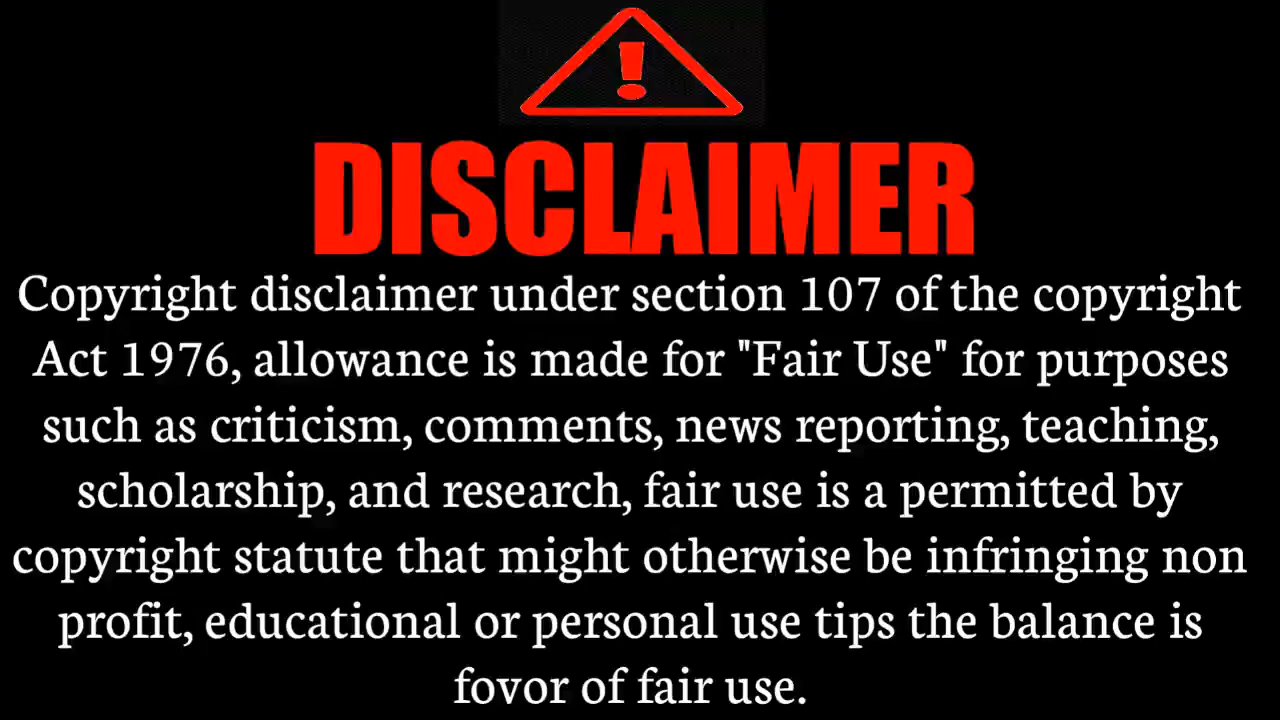 DISCLAIMER
Copyright disclaimer under section 107 of the copyright
Act 1976, allowance is made for "Fair Use" for purposes
such as criticism, comments, news reporting, teaching,
scholarship, and research, fair use is a permitted by
copyright statute that might otherwise be infringing non
profit, educational or personal use tips the balance is
fovor of fair use.